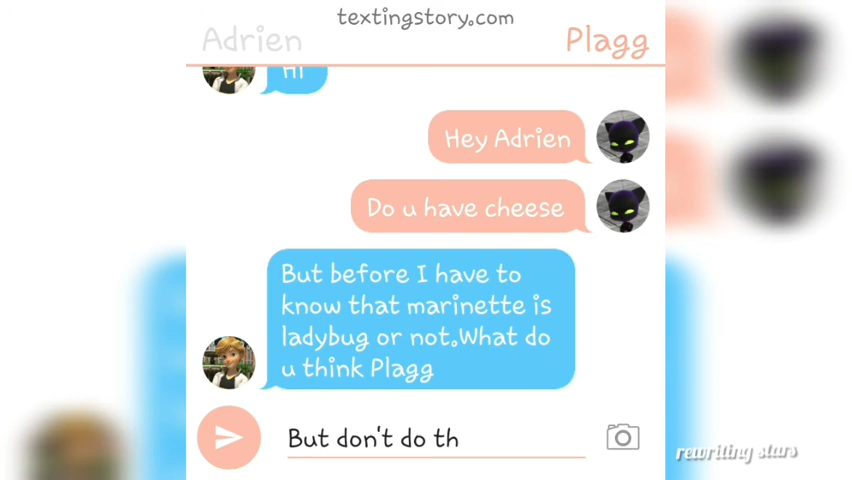 textingstory.com
Adrien
Plagg
Hi
Hey Adrien
Do u have cheese
But before I have to
know that marinette is
ladybug or not.What do
u think Plagg
But don't do th
rewriting stars